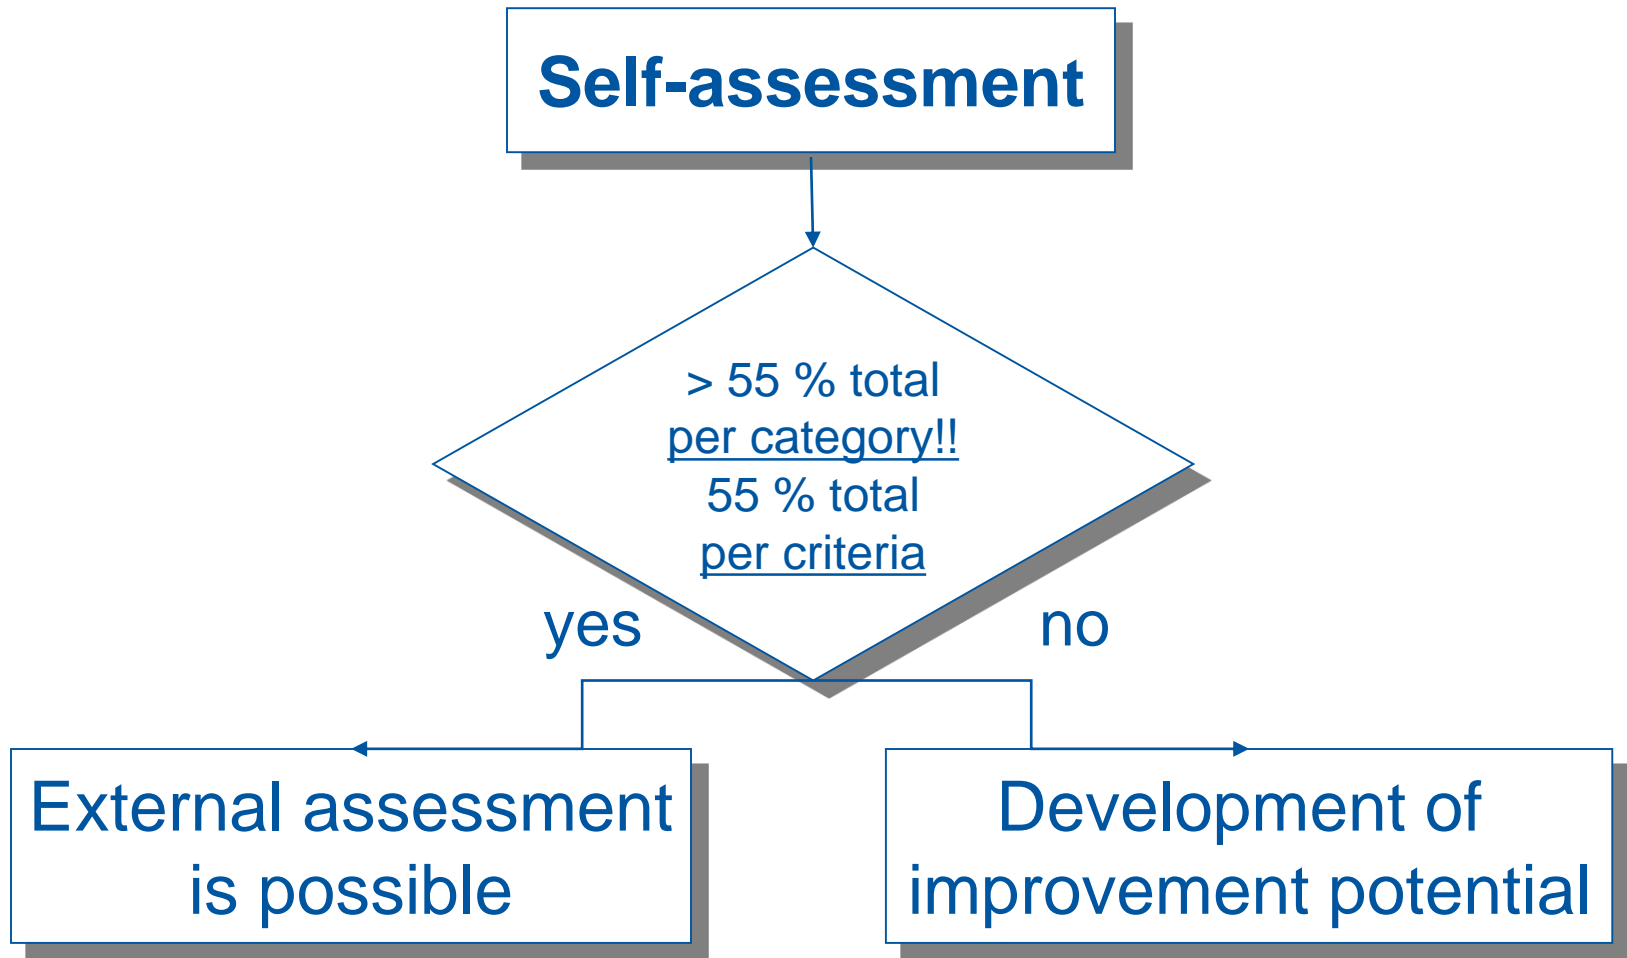 Self-assessment
> 55 % total
per category!!
55 % total
per criteria
yes
no
External assessment
is possible
Development of
improvement potential